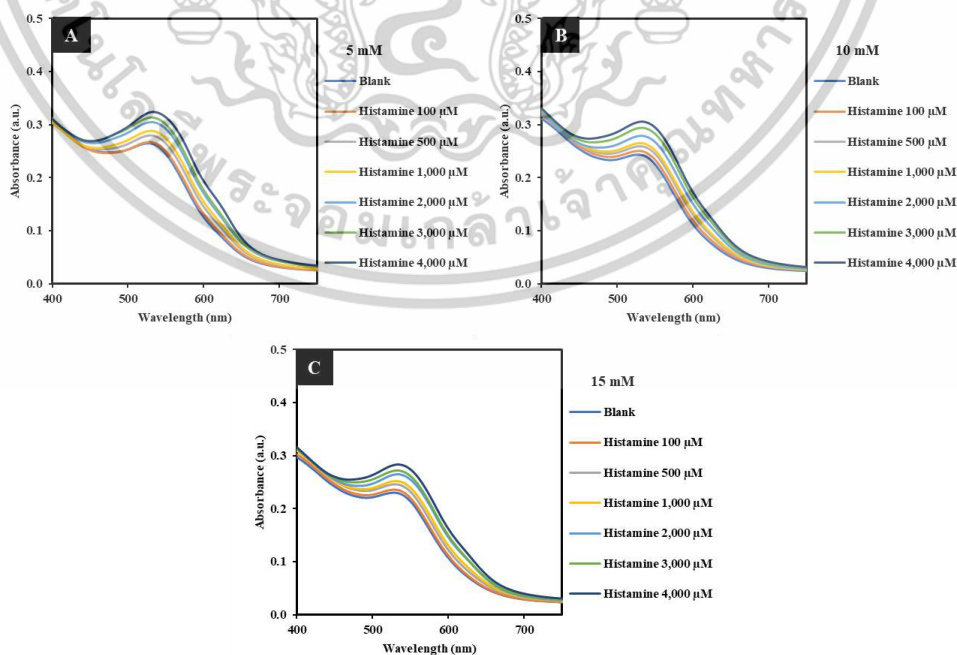 A
5 mM
0.5
0.4
0.3
0.2
0.1
0.0
Absorbance (a.u.)
400
500
600
700
Wavelength (nm)
Blank
Histamine 100 µM
Histamine 500 µM
Histamine 1,000 µM
Histamine 2,000 µM
Histamine 3,000 µM
Histamine 4,000 µM
B
10 mM
0.5
0.4
0.3
0.2
0.1
0.0
Absorbance (a.u.)
400
500
600
700
Wavelength (nm)
Blank
Histamine 100 µM
Histamine 500 µM
Histamine 1,000 µM
Histamine 2,000 µM
Histamine 3,000 µM
Histamine 4,000 µM
C
15 mM
0.5
0.4
0.3
0.2
0.1
0.0
Absorbance (a.u.)
400
500
600
700
Wavelength (nm)
Blank
Histamine 100 µM
Histamine 500 µM
Histamine 1,000 µM
Histamine 2,000 µM
Histamine 3,000 µM
Histamine 4,000 µM